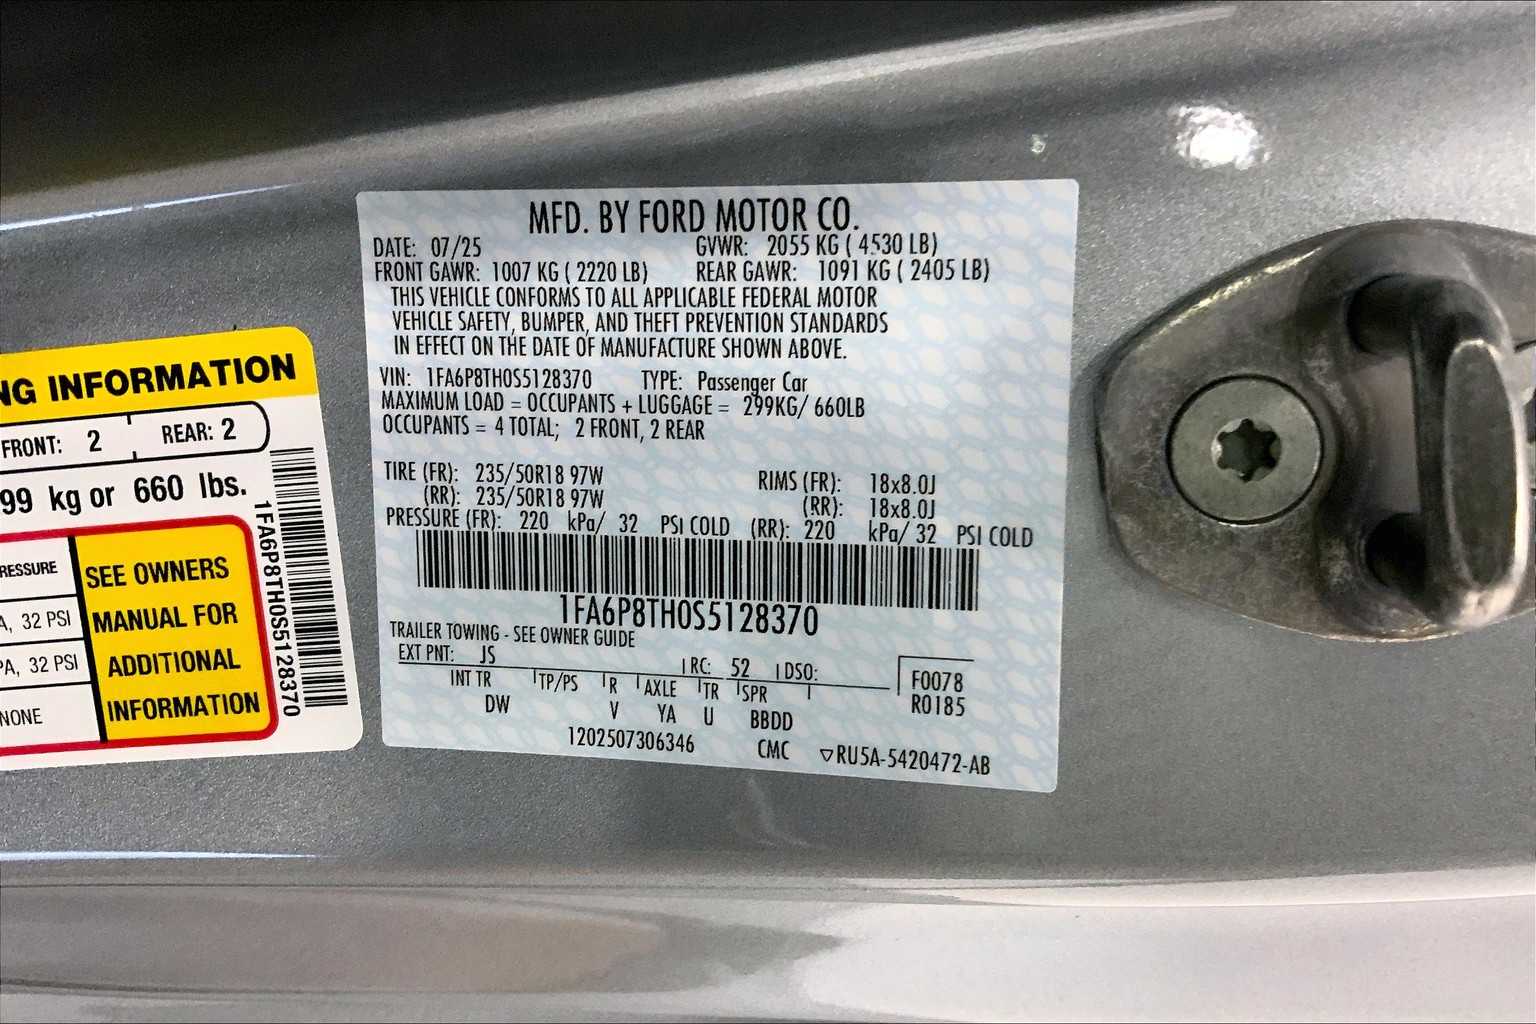 MFD. BY FORD MOTOR CO.
DATE: 07/25 GVWR: 2055 KG ( 4530 LB)
FRONT GAWR: 1007 KG ( 2220 LB) REAR GAWR: 1091 KG ( 2405 LB)
THIS VEHICLE CONFORMS TO ALL APPLICABLE FEDERAL MOTOR
VEHICLE SAFETY, BUMPER, AND THEFT PREVENTION STANDARDS
IN EFFECT ON THE DATE OF MANUFACTURE SHOWN ABOVE.
VIN: 1FA6P8TH0S5128370 TYPE: Passenger Car
MAXIMUM LOAD = OCCUPANTS + LUGGAGE = 299KG/ 660LB
OCCUPANTS = 4 TOTAL; 2 FRONT, 2 REAR
TIRE (FR): 235/50R18 97W RIMS (FR): 18x8.0J
(RR): 235/50R18 97W (RR): 18x8.0J
PRESSURE (FR): 220 kPa/ 32 PSI COLD (RR): 220 kPa/ 32 PSI COLD
1FA6P8TH0S5128370
TRAILER TOWING - SEE OWNER GUIDE
EXT PNT: JS RC: 52 DSO:
INT TR TP/PS R AXLE TR SPR
DW V YA U BBDD
F0078
R0185
1202507306346 CMC ▽RU5A-5420472-AB
NG INFORMATION
FRONT: 2 REAR: 2
99 kg or 660 lbs.
RESSURE
A, 32 PSI
PA, 32 PSI
NONE
SEE OWNERS
MANUAL FOR
ADDITIONAL
INFORMATION
1FA6P8TH0S5128370